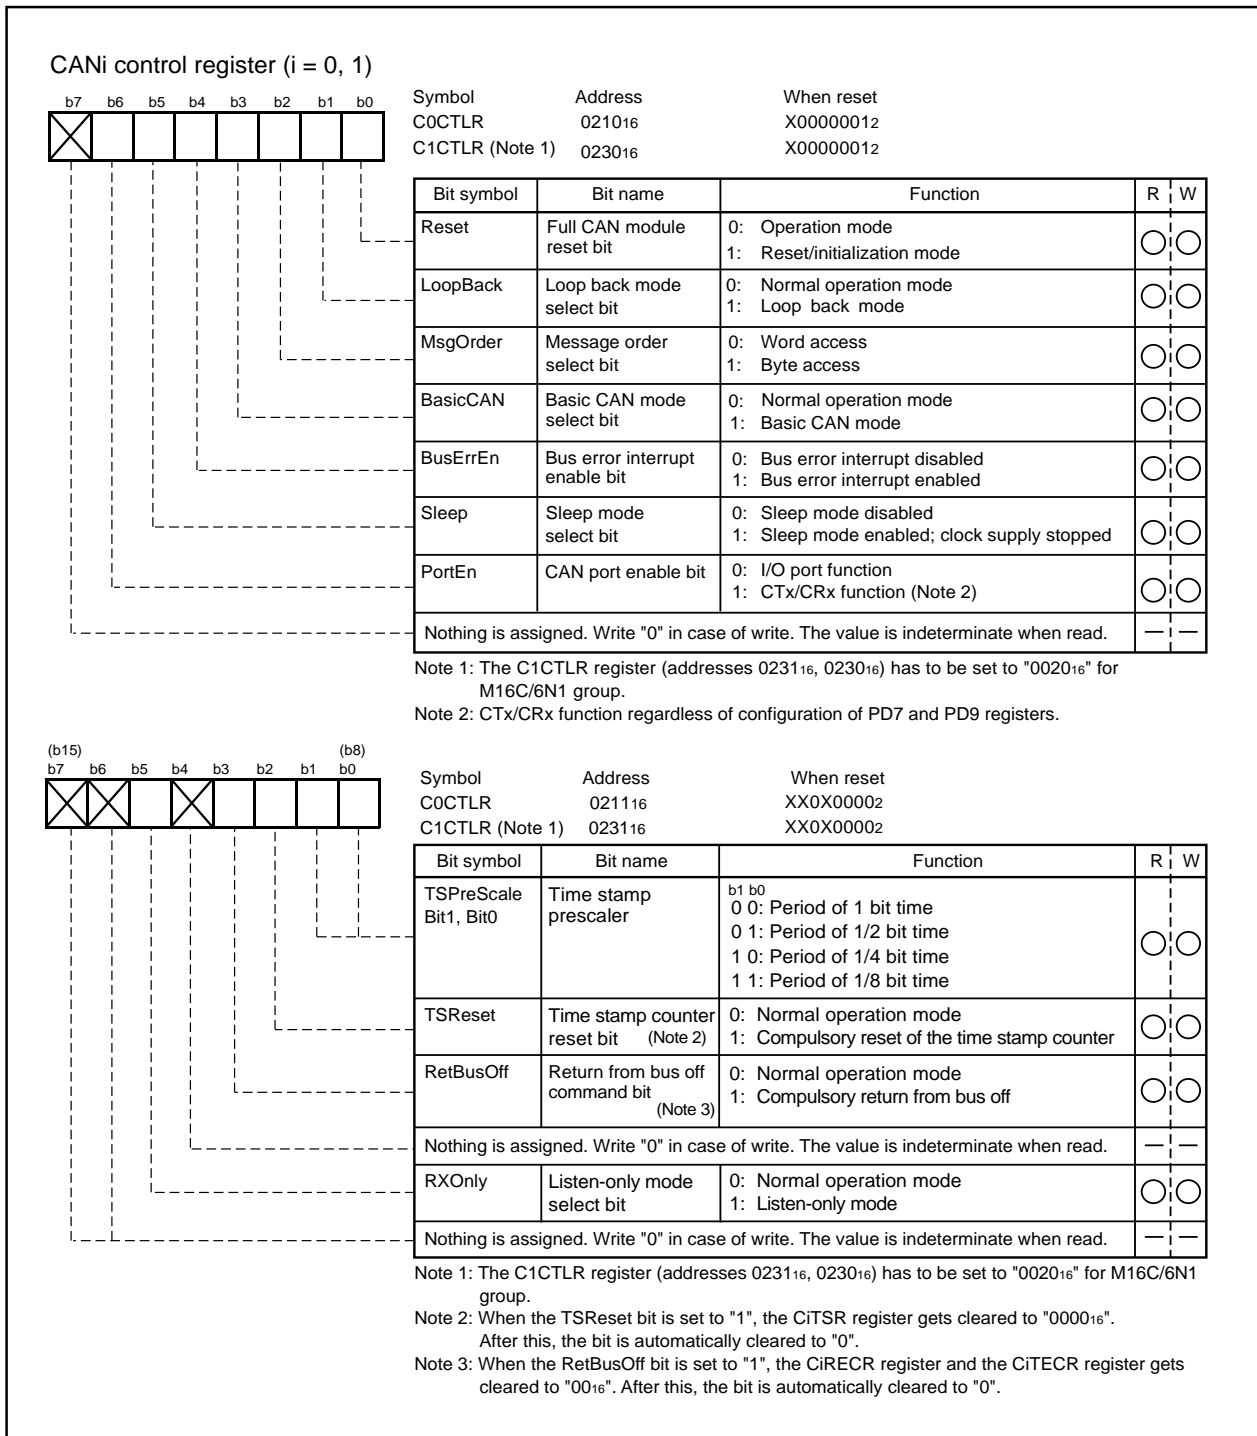 CANi control register (i = 0, 1)
b7 b6 b5 b4 b3 b2 b1 b0
Symbol Address When reset
C0CTLR 021016 X00000012
C1CTLR (Note 1) 023016 X00000012
Bit symbol Bit name Function R W
Reset Full CAN module 0: Operation mode
reset bit 1: Reset/initialization mode
LoopBack Loop back mode 0: Normal operation mode
select bit 1: Loop back mode
MsgOrder Message order 0: Word access
select bit 1: Byte access
BasicCAN Basic CAN mode 0: Normal operation mode
select bit 1: Basic CAN mode
BusErrEn Bus error interrupt 0: Bus error interrupt disabled
enable bit 1: Bus error interrupt enabled
Sleep Sleep mode 0: Sleep mode disabled
select bit 1: Sleep mode enabled; clock supply stopped
PortEn CAN port enable bit 0: I/O port function
1: CTx/CRx function (Note 2)
Nothing is assigned. Write "0" in case of write. The value is indeterminate when read. — —
Note 1: The C1CTLR register (addresses 023116, 023016) has to be set to "002016" for
M16C/6N1 group.
Note 2: CTx/CRx function regardless of configuration of PD7 and PD9 registers.
(b15) (b8)
b7 b6 b5 b4 b3 b2 b1 b0
Symbol Address When reset
C0CTLR 021116 XX0X00002
C1CTLR (Note 1) 023116 XX0X00002
Bit symbol Bit name Function R W
TSPreScale Time stamp b1 b0
Bit1, Bit0 prescaler 0 0: Period of 1 bit time
0 1: Period of 1/2 bit time
1 0: Period of 1/4 bit time
1 1: Period of 1/8 bit time
TSReset Time stamp counter 0: Normal operation mode
reset bit (Note 2) 1: Compulsory reset of the time stamp counter
RetBusOff Return from bus off 0: Normal operation mode
command bit 1: Compulsory return from bus off
(Note 3)
Nothing is assigned. Write "0" in case of write. The value is indeterminate when read. — —
RXOnly Listen-only mode 0: Normal operation mode
select bit 1: Listen-only mode
Nothing is assigned. Write "0" in case of write. The value is indeterminate when read. — —
Note 1: The C1CTLR register (addresses 023116, 023016) has to be set to "002016" for M16C/6N1
group.
Note 2: When the TSReset bit is set to "1", the CiTSR register gets cleared to "000016".
After this, the bit is automatically cleared to "0".
Note 3: When the RetBusOff bit is set to "1", the CiRECR register and the CiTECR register gets
cleared to "0016". After this, the bit is automatically cleared to "0".